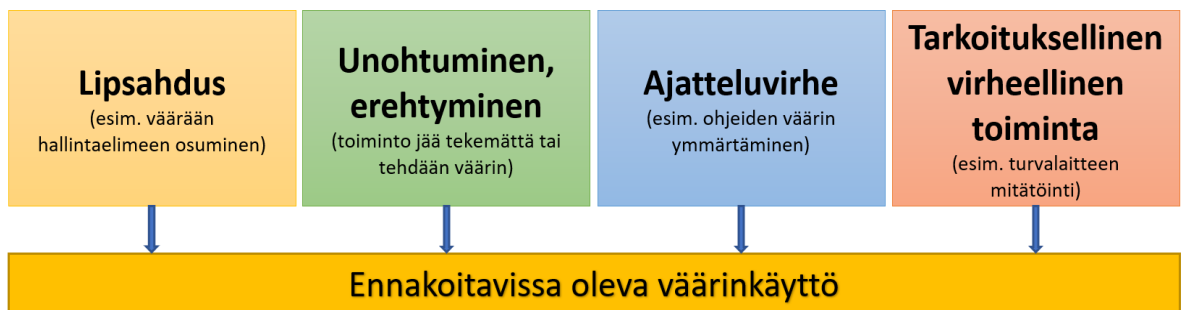 Lipsahdus
(esim. väärään
hallintaelimeen osuminen)
Unohtuminen,
erehtyminen
(toiminto jää tekemättä tai
tehdään väärin)
Ajatteluvirhe
(esim. ohjeiden väärin
ymmärtäminen)
Tarkoituksellinen
virheellinen
toiminta
(esim. turvalaitteen
mitätöinti)
Ennakoitavissa oleva väärinkäyttö